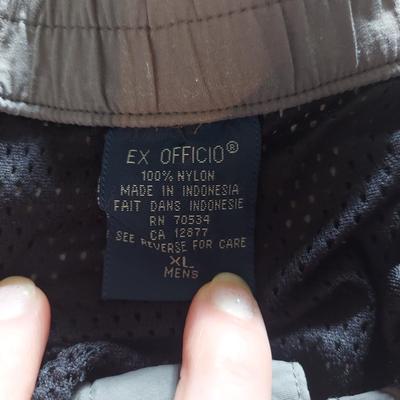 EX OFFICIO®
100% NYLON
MADE IN INDONESIA
FAIT DANS INDONESIE
RN 70534
CA 12877
SEE REVERSE FOR CARE
XL
MENS